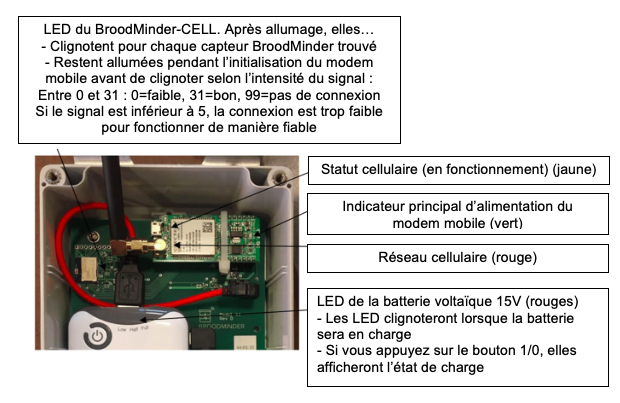 LED du BroodMinder-CELL. Après allumage, elles…
- Clignotent pour chaque capteur BroodMinder trouvé
- Restent allumées pendant l'initialisation du modem
mobile avant de clignoter selon l'intensité du signal :
Entre 0 et 31 : 0=faible, 31=bon, 99=pas de connexion
Si le signal est inférieur à 5, la connexion est trop faible
pour fonctionner de manière fiable
Statut cellulaire (en fonctionnement) (jaune)
Indicateur principal d'alimentation du
modem mobile (vert)
Réseau cellulaire (rouge)
LED de la batterie voltaïque 15V (rouges)
- Les LED clignoteront lorsque la batterie
sera en charge
- Si vous appuyez sur le bouton 1/0, elles
afficheront l'état de charge
Low Half Full
BROODMINDER